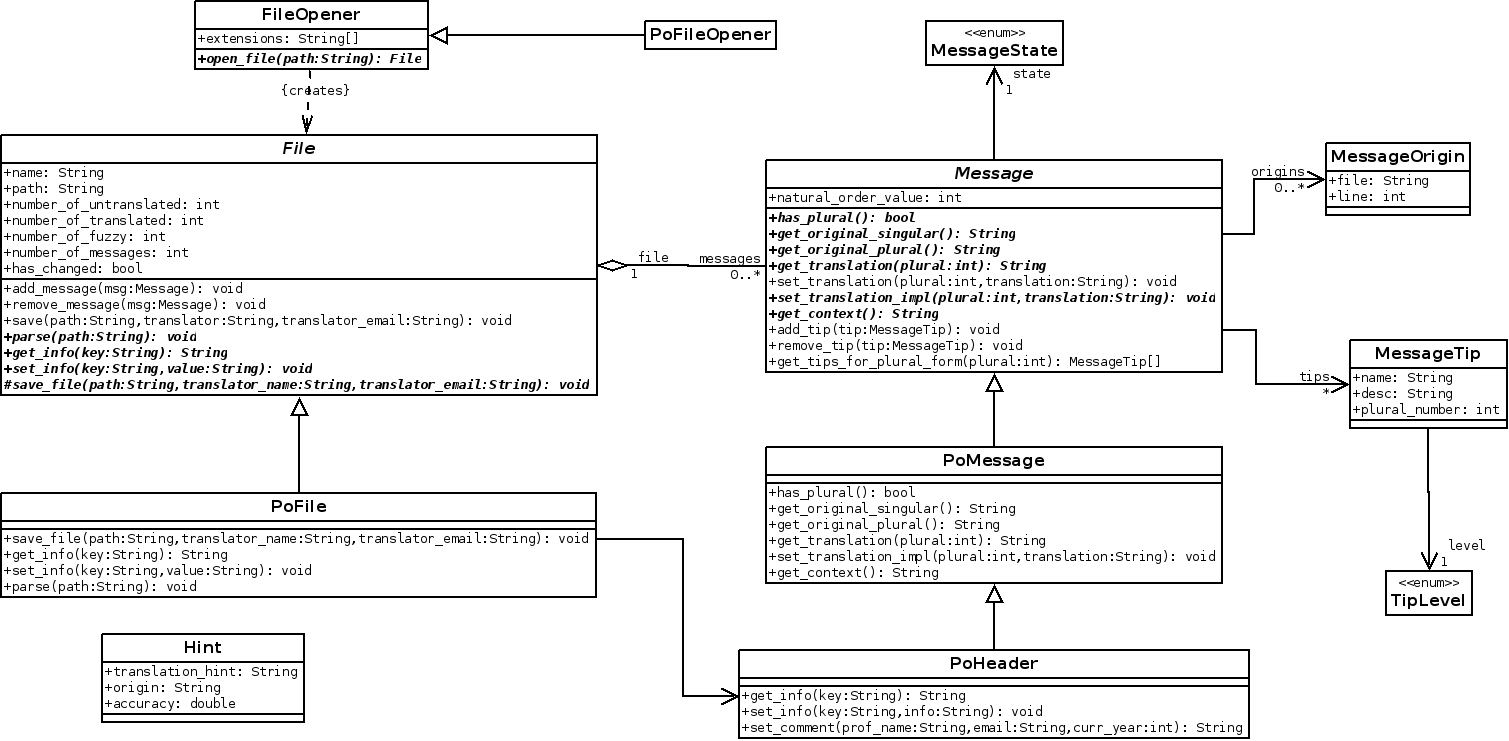 FileOpener
+extensions: String[]
+open_file(path:String): File
{creates}
PoFileOpener
<<enum>>
MessageState
state
1
File
+name: String
+path: String
+number_of_untranslated: int
+number_of_translated: int
+number_of_fuzzy: int
+number_of_messages: int
+has_changed: bool
+add_message(msg:Message): void
+remove_message(msg:Message): void
+save(path:String,translator:String,translator_email:String): void
+parse(path:String): void
+get_info(key:String): String
+set_info(key:String,value:String): void
#save_file(path:String,translator_name:String,translator_email:String): void
file
1
messages
0..*
Message
+natural_order_value: int
+has_plural(): bool
+get_original_singular(): String
+get_original_plural(): String
+get_translation(plural:int): String
+set_translation(plural:int,translation:String): void
+set_translation_impl(plural:int,translation:String): void
+get_context(): String
+add_tip(tip:MessageTip): void
+remove_tip(tip:MessageTip): void
+get_tips_for_plural_form(plural:int): MessageTip[]
origins
0..*
MessageOrigin
+file: String
+line: int
tips
*
MessageTip
+name: String
+desc: String
+plural_number: int
level
1
<<enum>>
TipLevel
PoFile
+save_file(path:String,translator_name:String,translator_email:String): void
+get_info(key:String): String
+set_info(key:String,value:String): void
+parse(path:String): void
PoMessage
+has_plural(): bool
+get_original_singular(): String
+get_original_plural(): String
+get_translation(plural:int): String
+set_translation_impl(plural:int,translation:String): void
+get_context(): String
Hint
+translation_hint: String
+origin: String
+accuracy: double
PoHeader
+get_info(key:String): String
+set_info(key:String,info:String): void
+set_comment(prof_name:String,email:String,curr_year:int): String